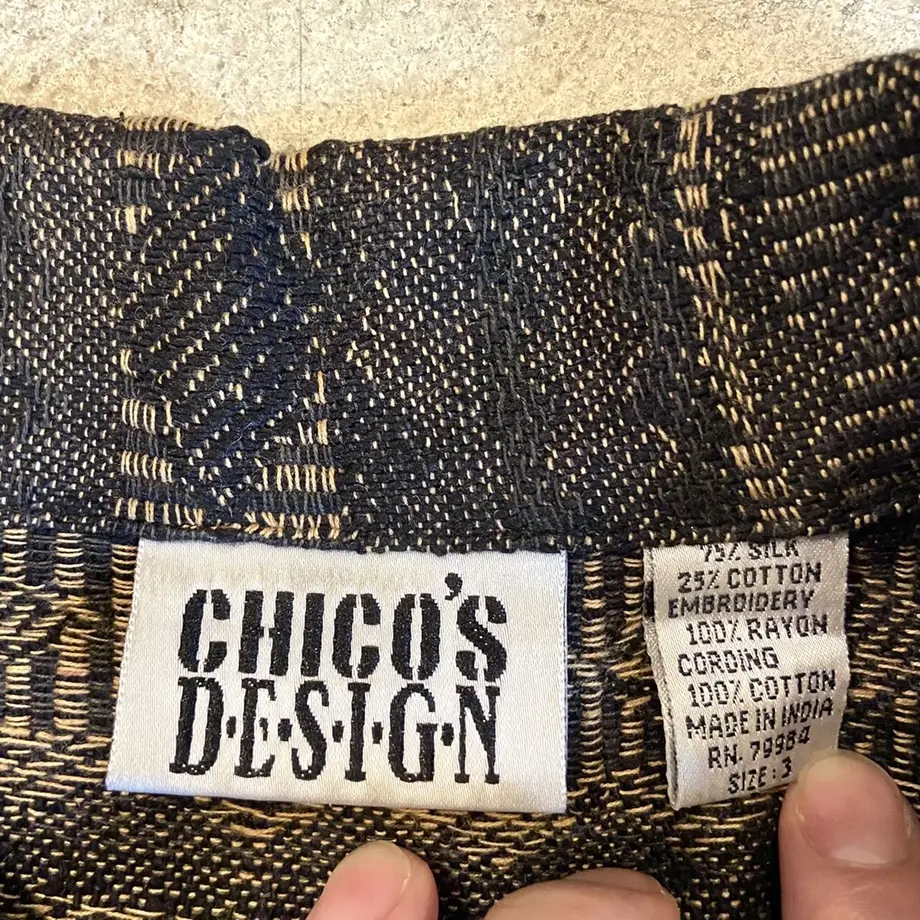 CHICO'S
D·E·S·I·G·N
75% SILK
25% COTTON
EMBROIDERY
100% RAYON
CORDING
100% COTTON
MADE IN INDIA
RN. 79984
SIZE: 3